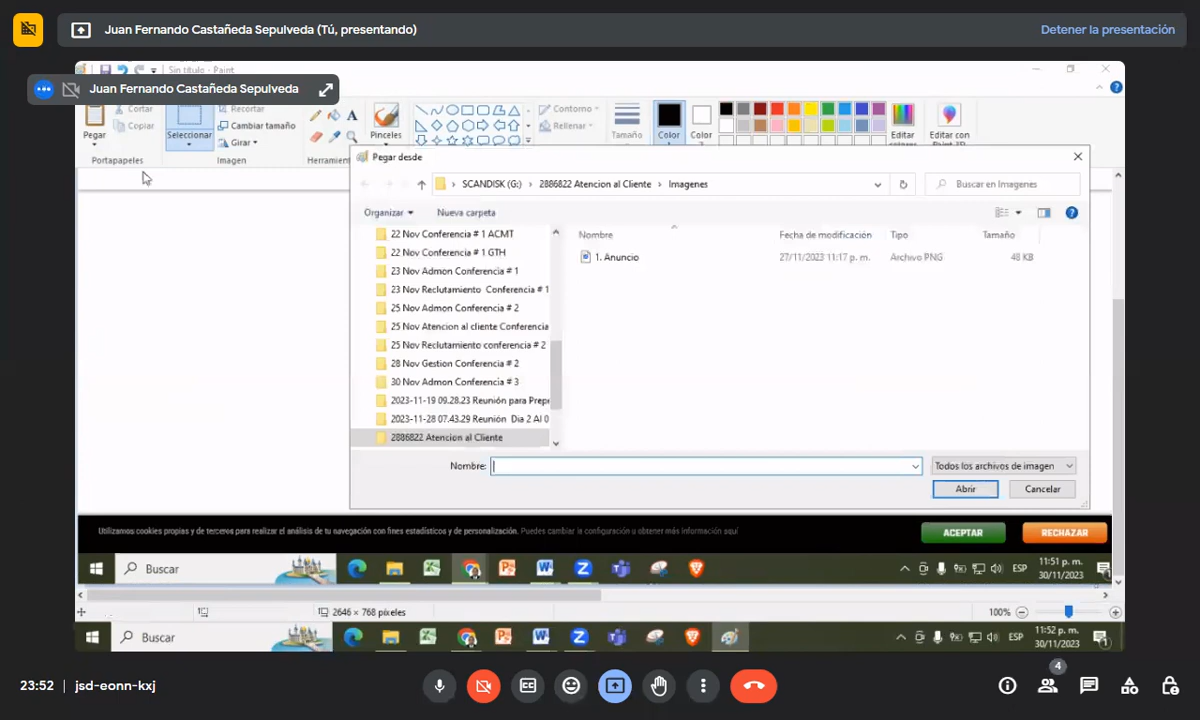 Juan Fernando Castañeda Sepulveda (Tú, presentando)
Detener la presentación
Sin título - Paint
Juan Fernando Castañeda Sepulveda
Pegar
Cortar
Copiar
Portapapeles
Seleccionar
Recortar
Cambiar tamaño
Girar
Imagen
Herramien
Pinceles
Contorno
Rellenar
Tamaño
Color
Color
Editar
Editar con
Pegar desde
SCANDISK (G:) › 2886822 Atencion al Cliente › Imagenes
Buscar en Imagenes
Organizar
Nueva carpeta
Nombre
Fecha de modificación
Tipo
Tamaño
22 Nov Conferencia # 1 ACMT
22 Nov Conferencia # 1 GTH
23 Nov Admon Conferencia # 1
23 Nov Reclutamiento Conferencia # 1
25 Nov Admon Conferencia # 2
25 Nov Atencion al cliente Conferencia
25 Nov Reclutamiento conferencia # 2
28 Nov Gestion Conferencia # 2
30 Nov Admon Conferencia # 3
2023-11-19 09.28.23 Reunión para Prepr
2023-11-28 07.43.29 Reunión Dia 2 Al 0
2886822 Atencion al Cliente
1. Anuncio
27/11/2023 11:17 p. m.
Archivo PNG
48 KB
Nombre:
Todos los archivos de imagen
Abrir
Cancelar
Utilizamos cookies propias y de terceros para realizar el análisis de tu navegación con fines estadísticos y de personalización. Puedes cambiar la configuración u obtener más información aquí
ACEPTAR
RECHAZAR
Buscar
ESP
11:51 p. m.
30/11/2023
2646 × 768 píxeles
100%
Buscar
ESP
11:52 p. m.
30/11/2023
23:52 | jsd-eonn-kxj
4